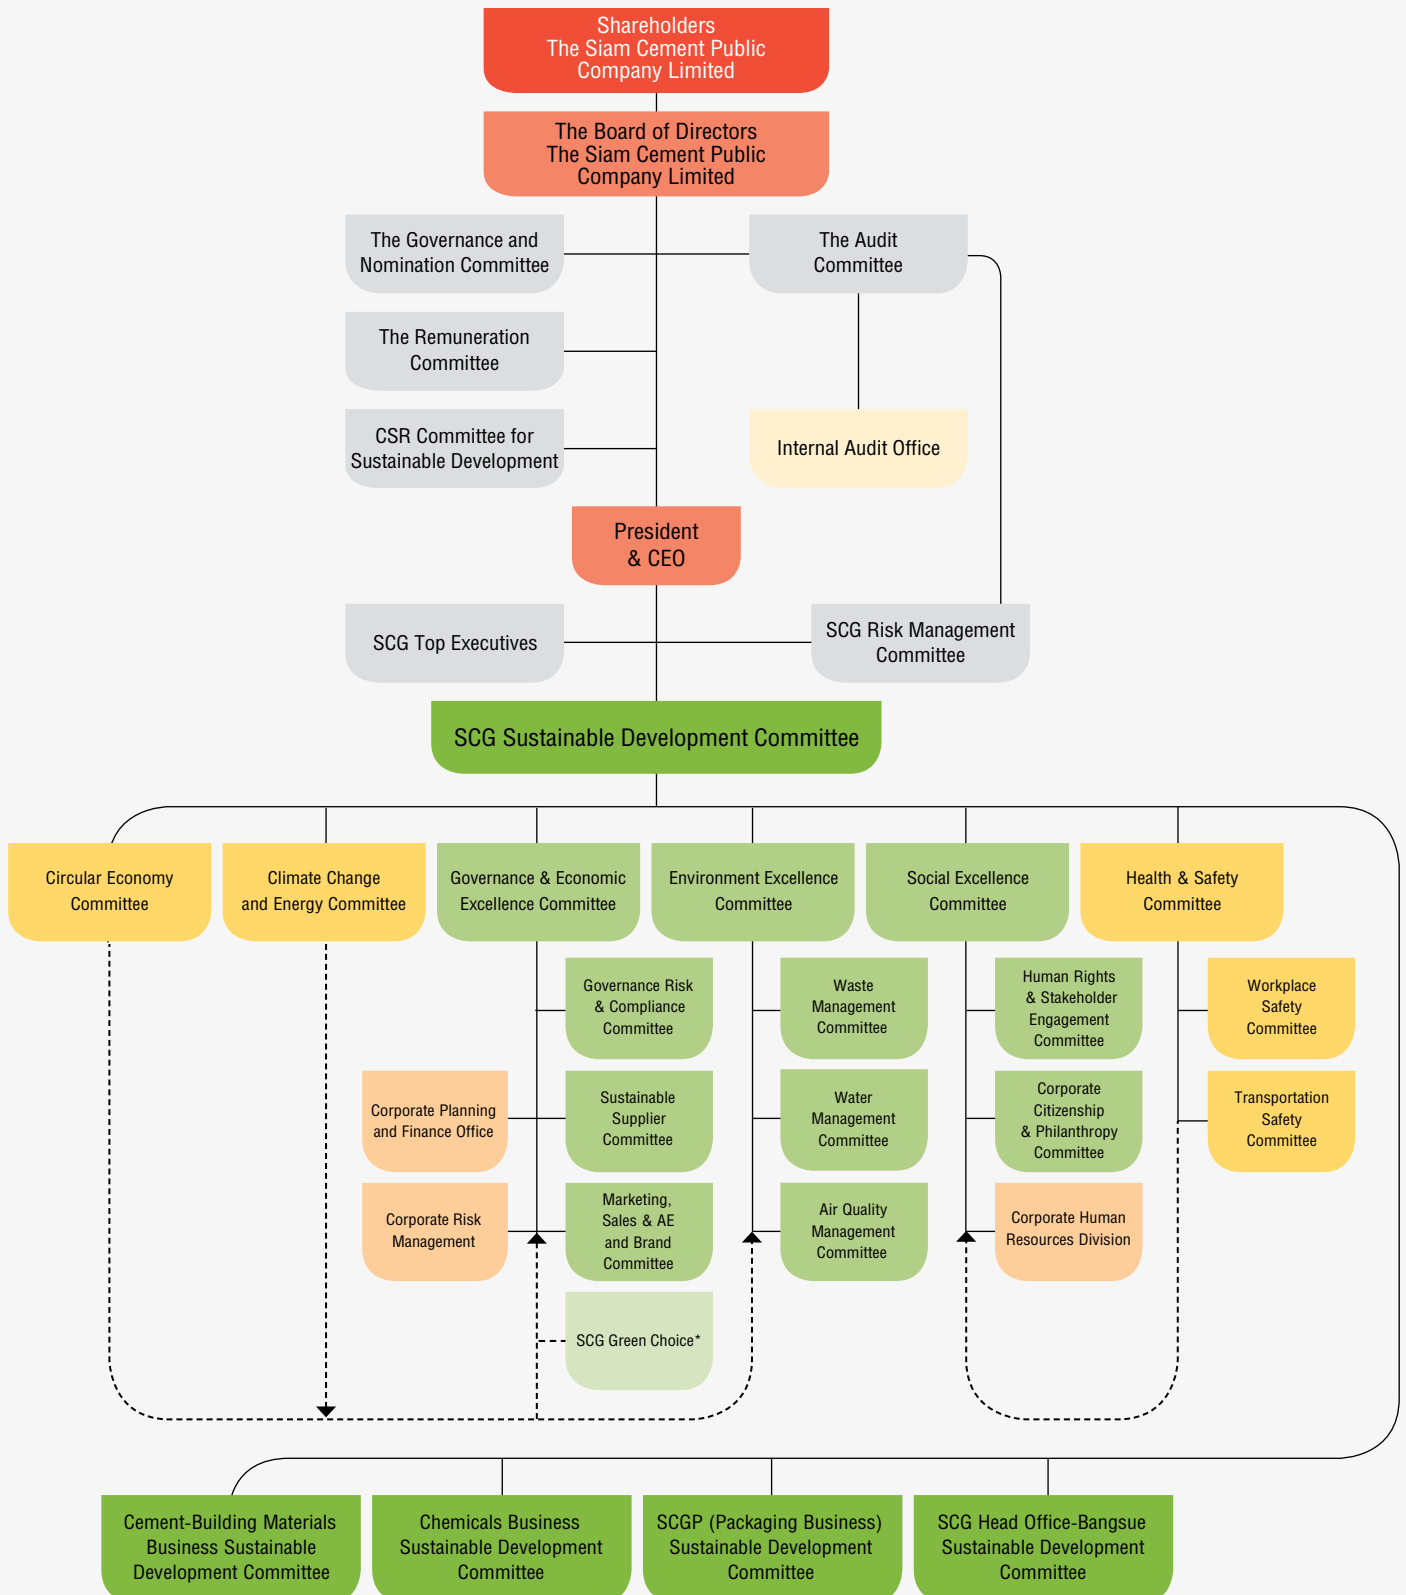 Shareholders
The Siam Cement Public
Company Limited
The Board of Directors
The Siam Cement Public
Company Limited
The Governance and
Nomination Committee
The Audit
Committee
The Remuneration
Committee
CSR Committee for
Sustainable Development
Internal Audit Office
President
& CEO
SCG Top Executives
SCG Risk Management
Committee
SCG Sustainable Development Committee
Circular Economy
Committee
Climate Change
and Energy Committee
Governance & Economic
Excellence Committee
Environment Excellence
Committee
Social Excellence
Committee
Health & Safety
Committee
Governance Risk
& Compliance
Committee
Waste
Management
Committee
Human Rights
& Stakeholder
Engagement
Committee
Workplace
Safety
Committee
Corporate Planning
and Finance Office
Sustainable
Supplier
Committee
Water
Management
Committee
Corporate
Citizenship
& Philanthropy
Committee
Transportation
Safety
Committee
Corporate Risk
Management
Marketing,
Sales & AE
and Brand
Committee
Air Quality
Management
Committee
Corporate Human
Resources Division
SCG Green Choice*
Cement-Building Materials
Business Sustainable
Development Committee
Chemicals Business
Sustainable Development
Committee
SCGP (Packaging Business)
Sustainable Development
Committee
SCG Head Office-Bangsue
Sustainable Development
Committee